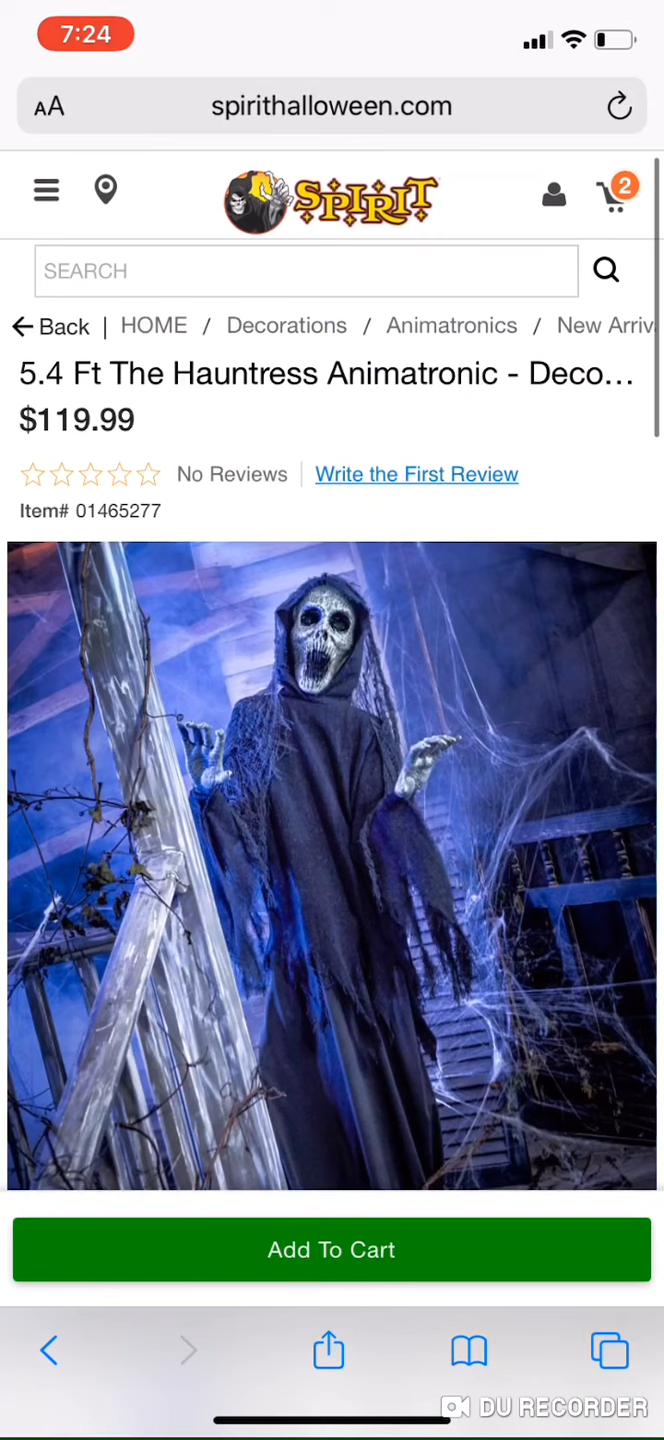 7:24
AA spirithalloween.com
SPIRIT
2
SEARCH
Back | HOME / Decorations / Animatronics / New Arriv
5.4 Ft The Hauntress Animatronic - Deco...
$119.99
No Reviews | Write the First Review
Item# 01465277
Add To Cart
DU RECORDER